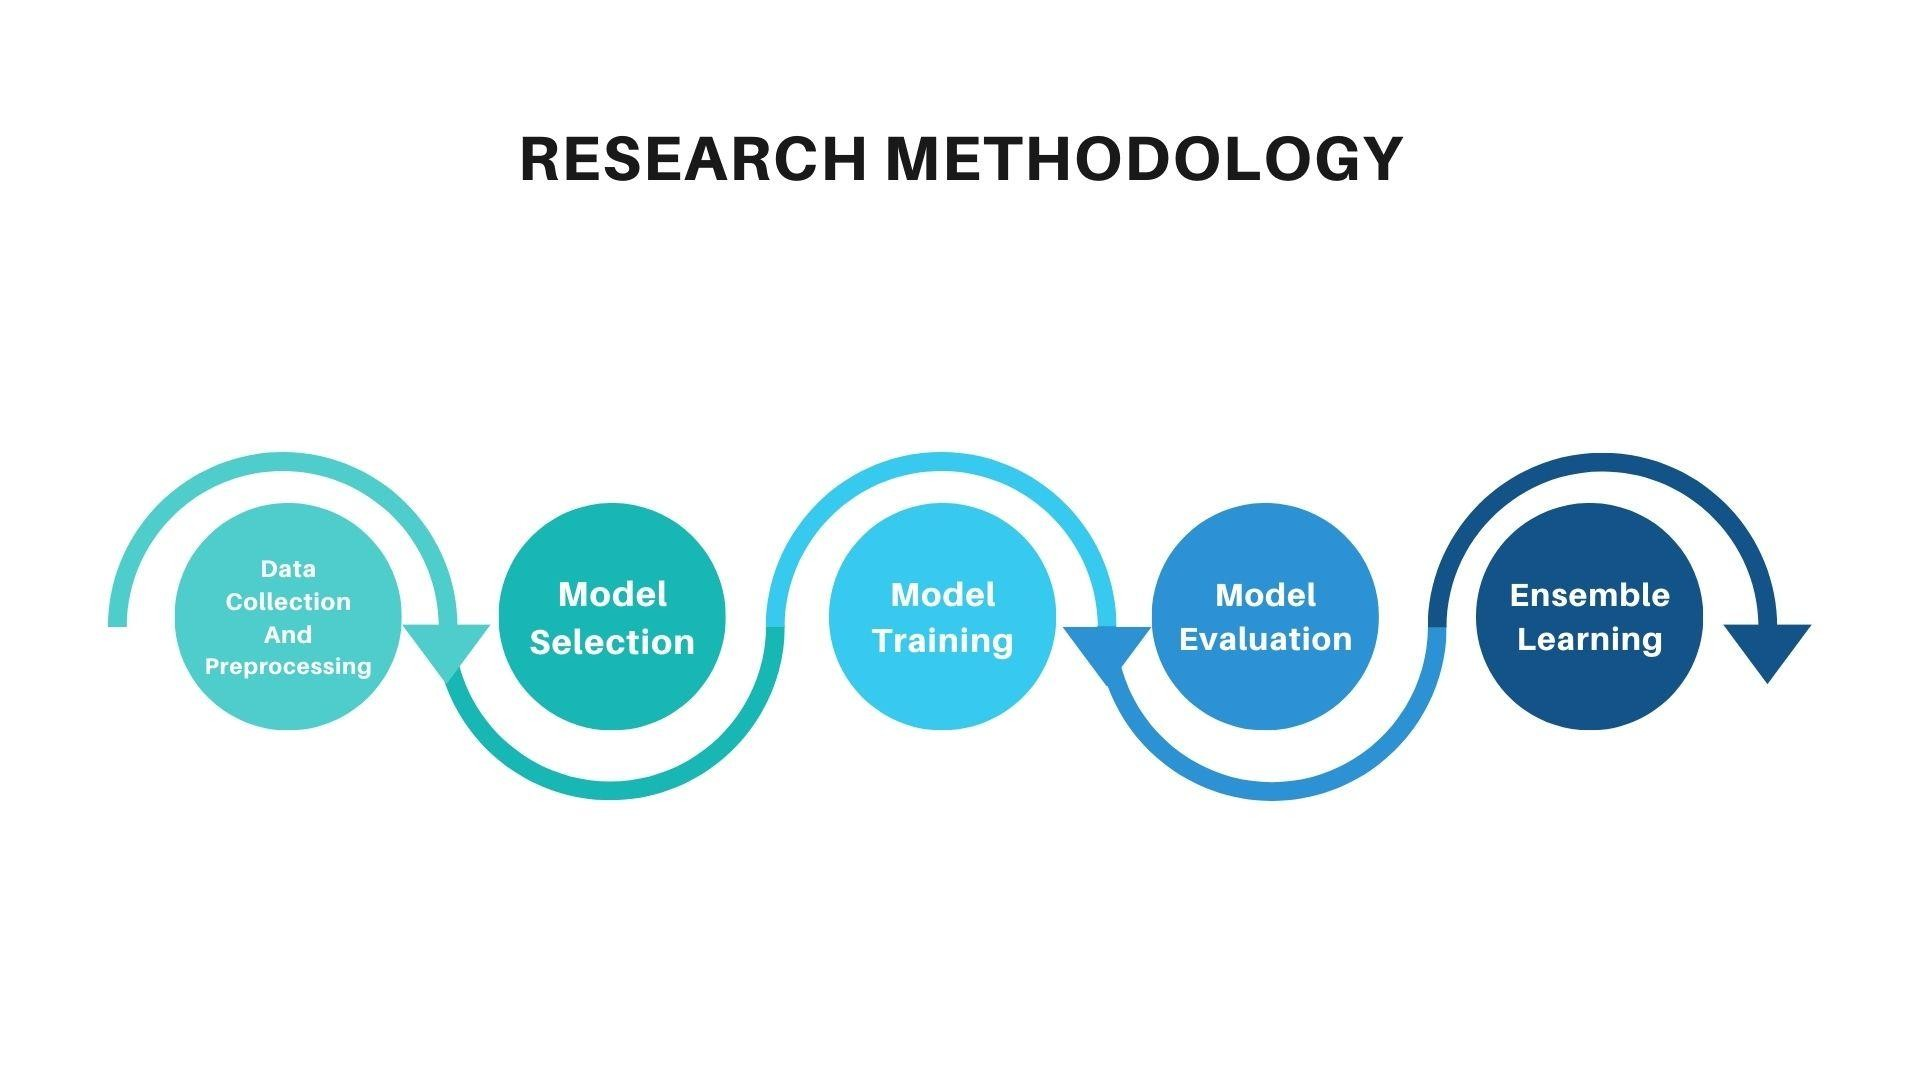 RESEARCH METHODOLOGY
Data
Collection
And
Preprocessing
Model
Selection
Model
Training
Model
Evaluation
Ensemble
Learning